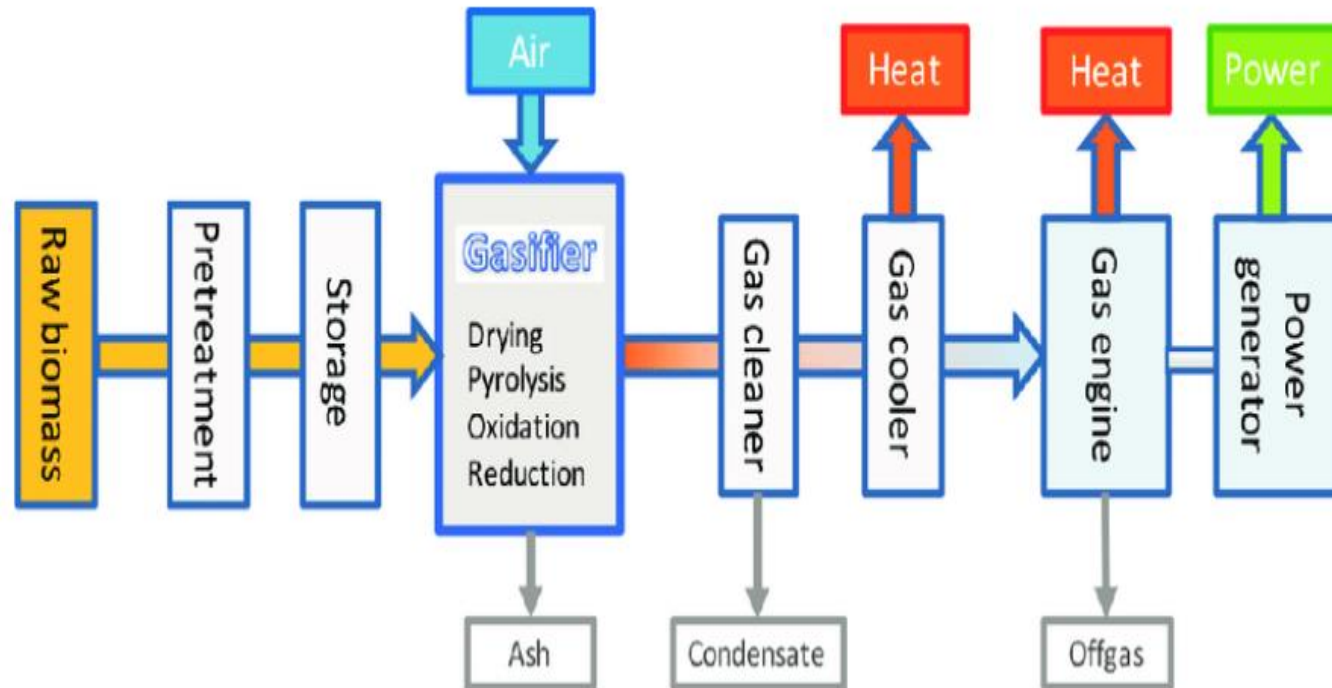 Air
Heat
Heat
Power
Raw biomass
Pretreatment
Storage
Gasifier
Drying
Pyrolysis
Oxidation
Reduction
Gas cleaner
Gas cooler
Gas engine
Power
generator
Ash
Condensate
Offgas